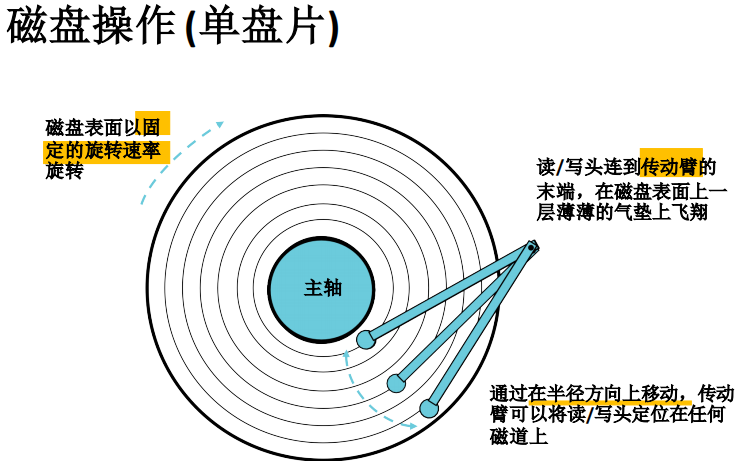 磁盘操作 (单盘片)
磁盘表面以固
定的旋转速率
旋转
读/写头连到传动臂的
末端，在磁盘表面上一
层薄薄的气垫上飞翔
主轴
通过在半径方向上移动，传动
臂可以将读/写头定位在任何
磁道上